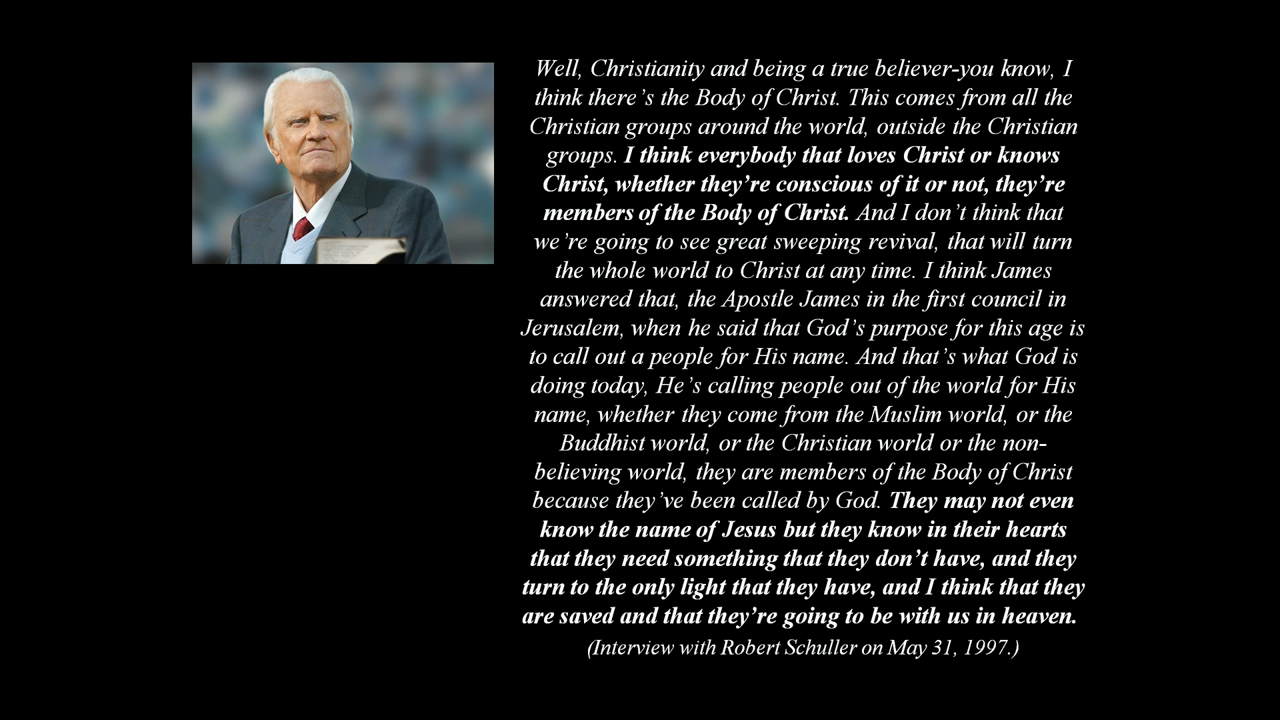 Well, Christianity and being a true believer-you know, I
think there's the Body of Christ. This comes from all the
Christian groups around the world, outside the Christian
groups. I think everybody that loves Christ or knows
Christ, whether they're conscious of it or not, they're
members of the Body of Christ. And I don't think that
we're going to see great sweeping revival, that will turn
the whole world to Christ at any time. I think James
answered that, the Apostle James in the first council in
Jerusalem, when he said that God's purpose for this age is
to call out a people for His name. And that's what God is
doing today, He's calling people out of the world for His
name, whether they come from the Muslim world, or the
Buddhist world, or the Christian world or the non-
believing world, they are members of the Body of Christ
because they've been called by God. They may not even
know the name of Jesus but they know in their hearts
that they need something that they don't have, and they
turn to the only light that they have, and I think that they
are saved and that they're going to be with us in heaven.
(Interview with Robert Schuller on May 31, 1997.)